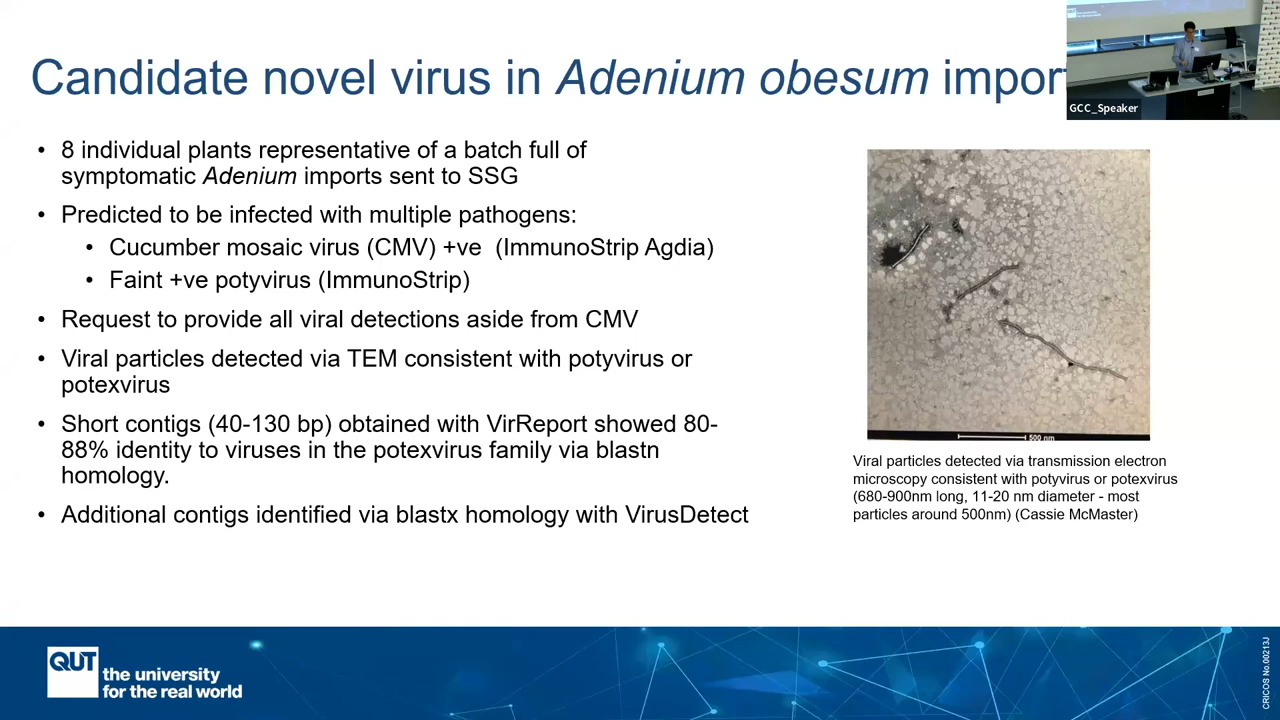 Candidate novel virus in Adenium obesum impor
GCC_Speaker
• 8 individual plants representative of a batch full of
symptomatic Adenium imports sent to SSG
• Predicted to be infected with multiple pathogens:
• Cucumber mosaic virus (CMV) +ve (ImmunoStrip Agdia)
• Faint +ve potyvirus (ImmunoStrip)
• Request to provide all viral detections aside from CMV
• Viral particles detected via TEM consistent with potyvirus or
potexvirus
• Short contigs (40-130 bp) obtained with VirReport showed 80-
88% identity to viruses in the potexvirus family via blastn
homology.
• Additional contigs identified via blastx homology with VirusDetect
500 nm
Viral particles detected via transmission electron
microscopy consistent with potyvirus or potexvirus
(680-900nm long, 11-20 nm diameter - most
particles around 500nm) (Cassie McMaster)
QUT
the university
for the real world
CRICOS No.00213J